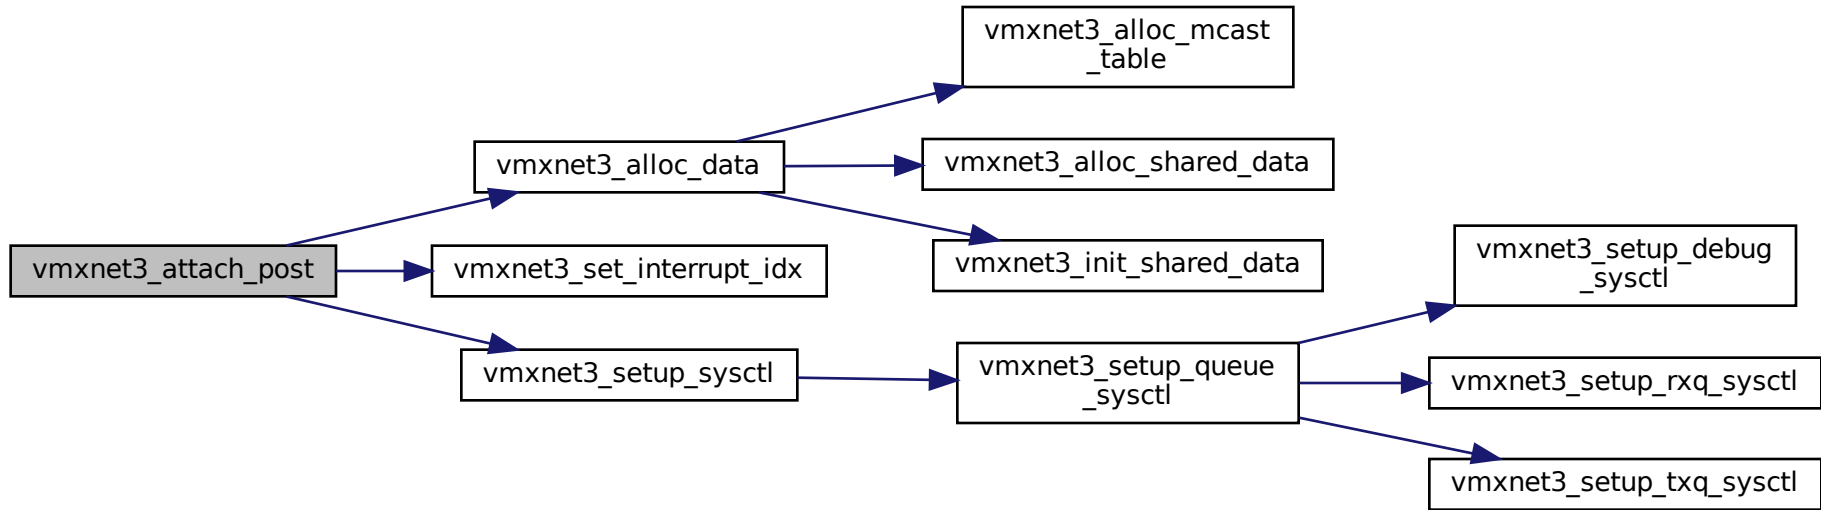 vmxnet3_alloc_mcast
_table
vmxnet3_alloc_data
vmxnet3_alloc_shared_data
vmxnet3_attach_post
vmxnet3_set_interrupt_idx
vmxnet3_init_shared_data
vmxnet3_setup_debug
_sysctl
vmxnet3_setup_sysctl
vmxnet3_setup_queue
_sysctl
vmxnet3_setup_rxq_sysctl
vmxnet3_setup_txq_sysctl